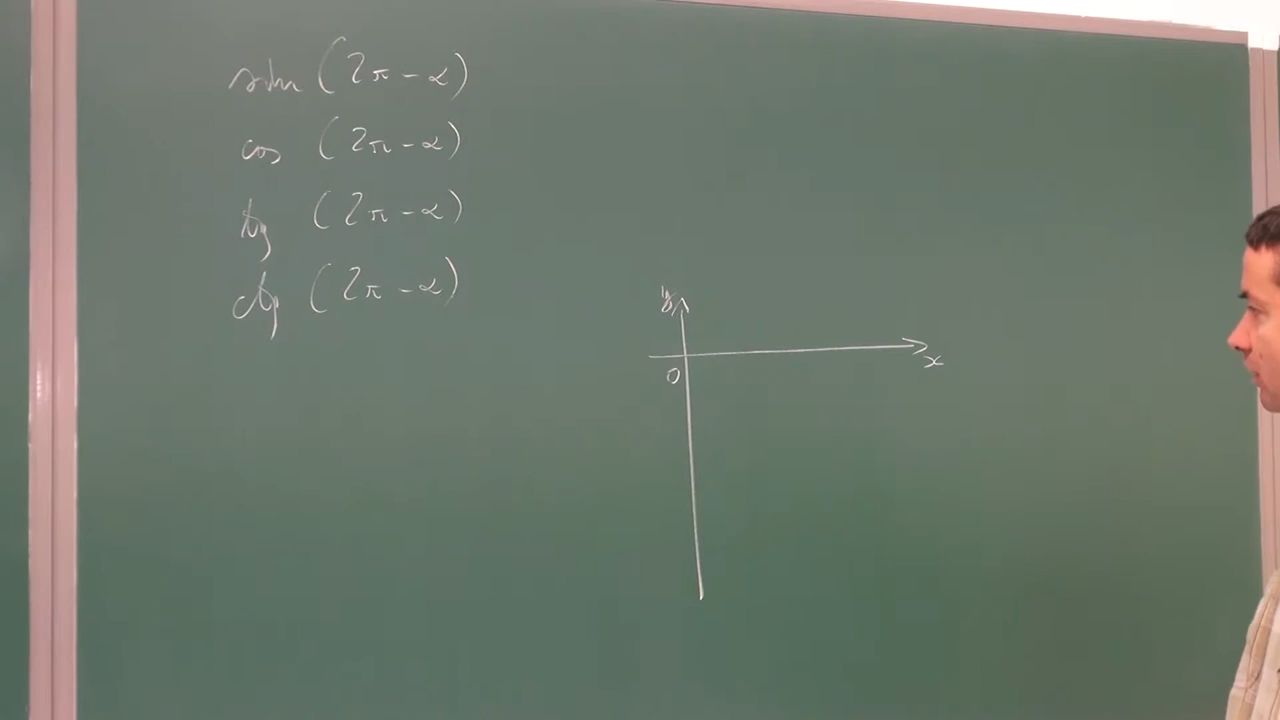 sin (2π-α)
cos (2π-α)
tg (2π-α)
ctg (2π-α)
y
x
0